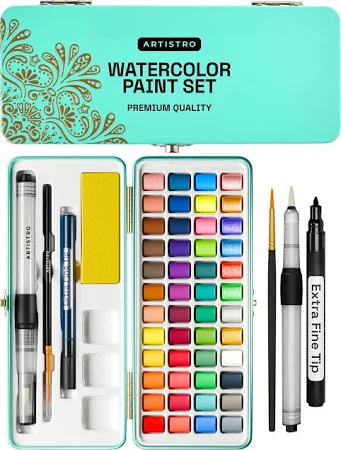 ARTISTRO
WATERCOLOR
PAINT SET
PREMIUM QUALITY
ARTISTRO
Extra Fine Tip